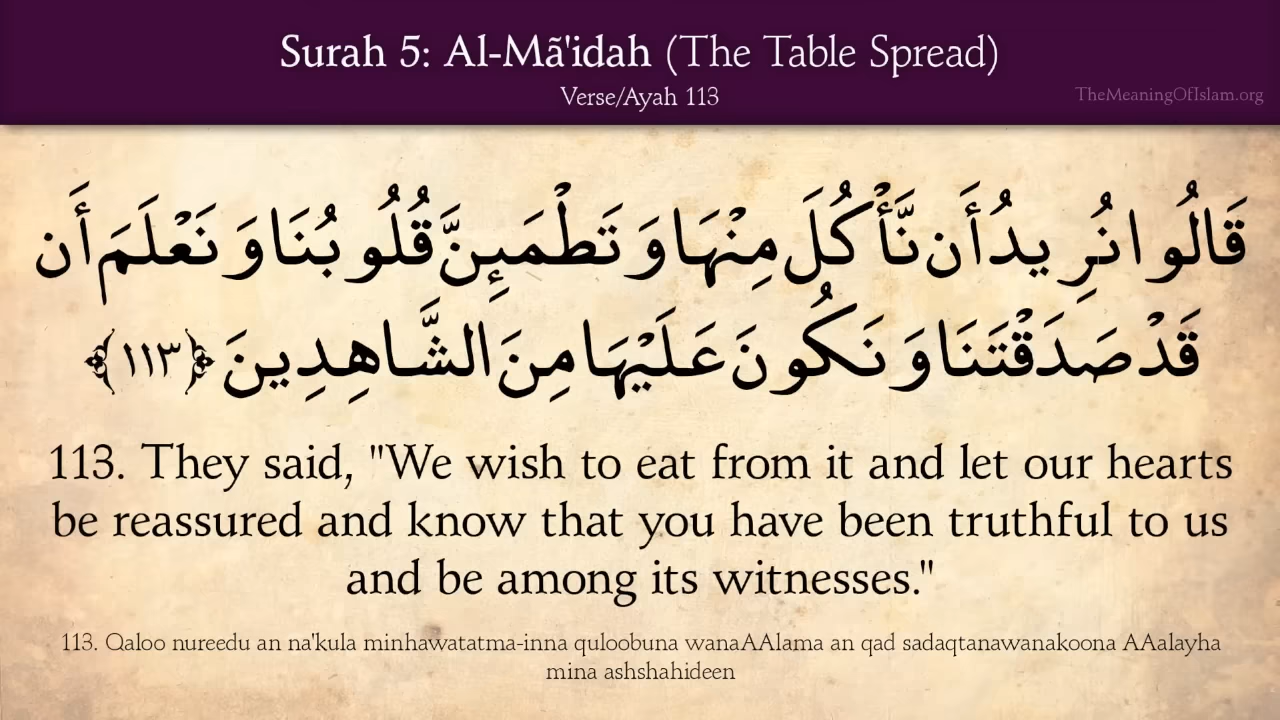 Surah 5: Al-Mã'idah (The Table Spread)
Verse/Ayah 113
TheMeaningOfIslam.org
قَالُوا نُرِيدُ أَن نَّأْكُلَ مِنْهَا وَتَطْمَئِنَّ قُلُوبُنَا وَنَعْلَمَ أَن
قَدْ صَدَقْتَنَا وَنَكُونَ عَلَيْهَا مِنَ الشَّاهِدِينَ ﴿١١٣﴾
113. They said, "We wish to eat from it and let our hearts
be reassured and know that you have been truthful to us
and be among its witnesses."
113. Qaloo nureedu an na'kula minhawatatma-inna quloobuna wanaAAlama an qad sadaqtanawanakoona AAalayha
mina ashshahideen